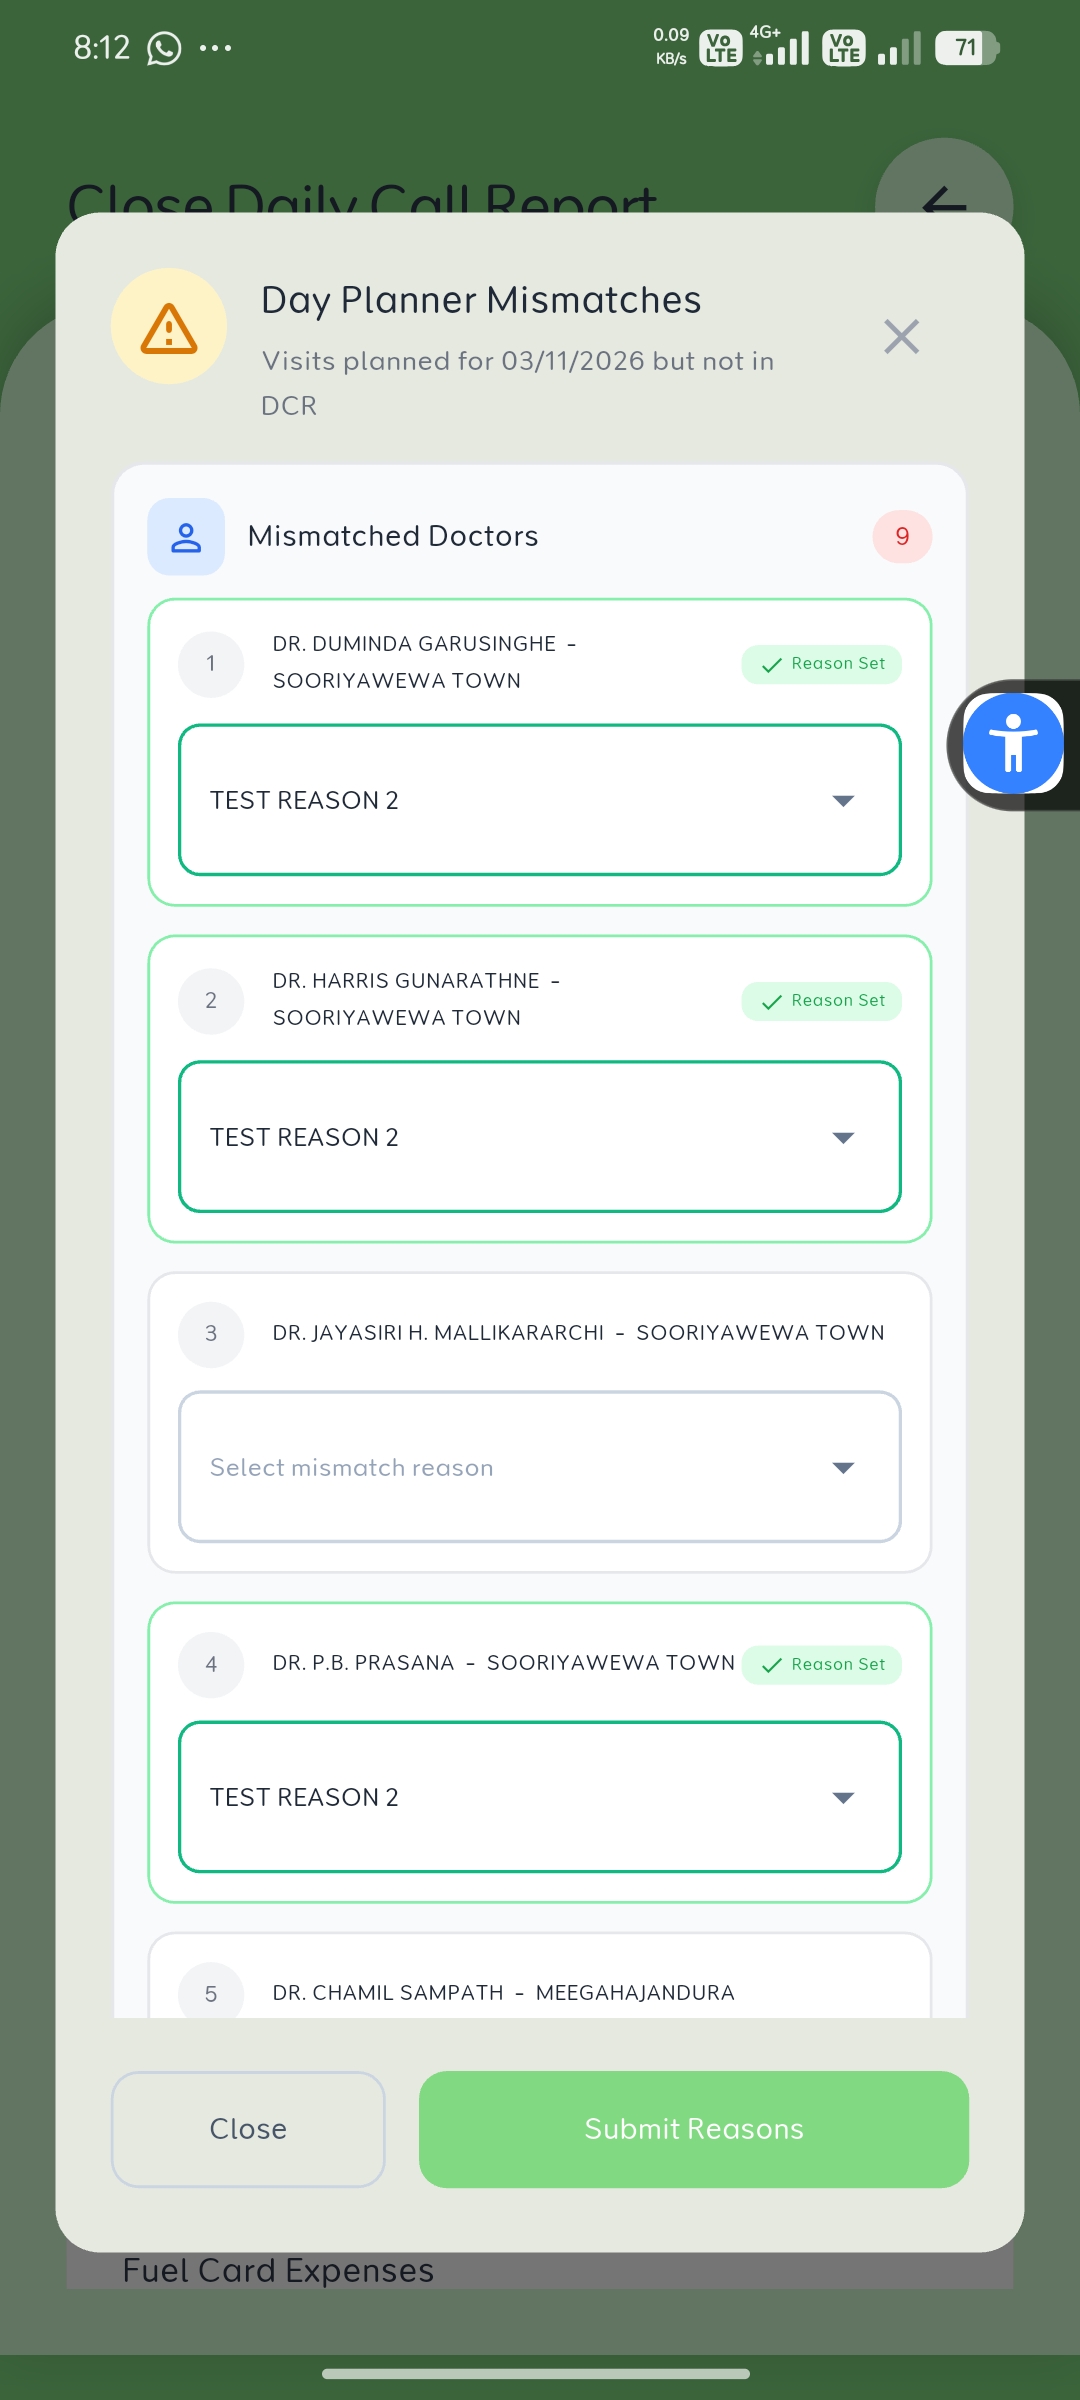 8:12
0.09
KB/s
Vo
LTE
4G+
Vo
LTE
71
Close Daily Call Report
Day Planner Mismatches
Visits planned for 03/11/2026 but not in
DCR
Mismatched Doctors
9
1
DR. DUMINDA GARUSINGHE -
SOORIYAWEWA TOWN
Reason Set
TEST REASON 2
2
DR. HARRIS GUNARATHNE -
SOORIYAWEWA TOWN
Reason Set
TEST REASON 2
3
DR. JAYASIRI H. MALLIKARARCHI - SOORIYAWEWA TOWN
Select mismatch reason
4
DR. P.B. PRASANA - SOORIYAWEWA TOWN
Reason Set
TEST REASON 2
5
DR. CHAMIL SAMPATH - MEEGAHAJANDURA
Close
Submit Reasons
Fuel Card Expenses